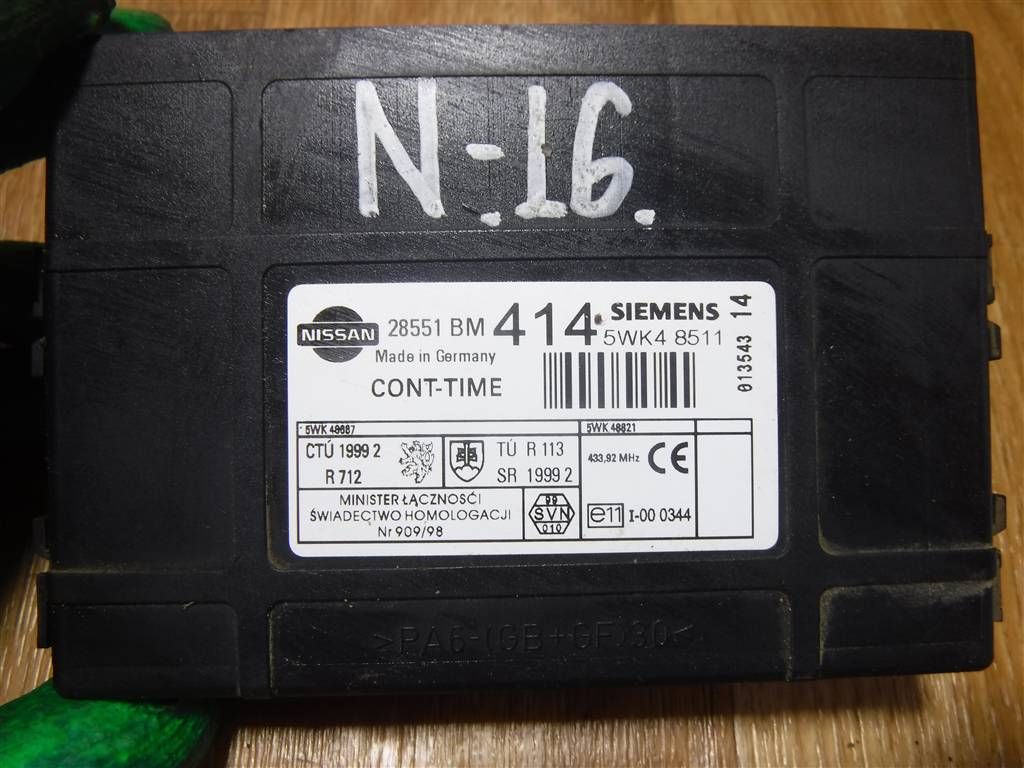 N-16.
NISSAN
28551 BM 414
SIEMENS
5WK4 8511
Made in Germany
CONT-TIME
013543 14
5WK 48687
5WK 48821
CTÚ 1999 2
R 712
TÚ R 113
SR 1999 2
433,92 MHz
CE
MINISTER ŁĄCZNOSĆI
ŚWIADECTWO HOMOLOGACJI
Nr 909/98
99
SVN
010
e11 I-00 0344
>PA6-(GB+GF)30<